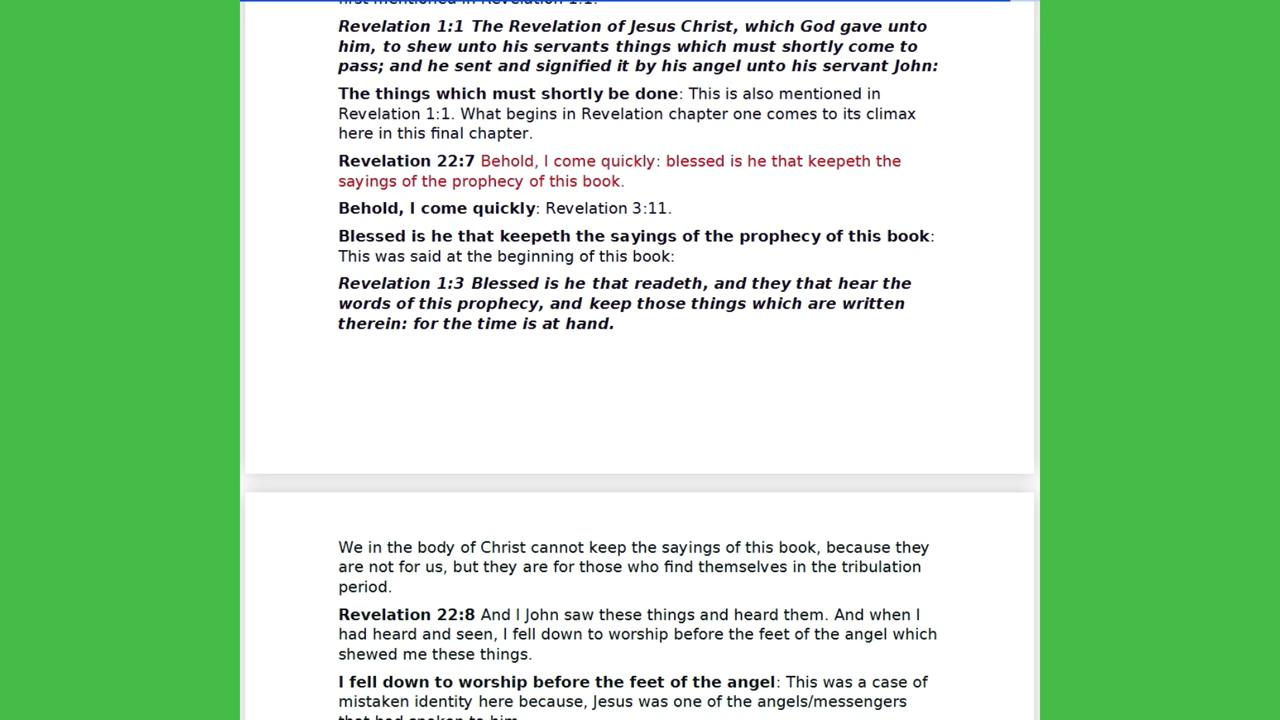 first mentioned in Revelation 1:1.
Revelation 1:1 The Revelation of Jesus Christ, which God gave unto
him, to shew unto his servants things which must shortly come to
pass; and he sent and signified it by his angel unto his servant John:
The things which must shortly be done: This is also mentioned in
Revelation 1:1. What begins in Revelation chapter one comes to its climax
here in this final chapter.
Revelation 22:7 Behold, I come quickly: blessed is he that keepeth the
sayings of the prophecy of this book.
Behold, I come quickly: Revelation 3:11.
Blessed is he that keepeth the sayings of the prophecy of this book:
This was said at the beginning of this book:
Revelation 1:3 Blessed is he that readeth, and they that hear the
words of this prophecy, and keep those things which are written
therein: for the time is at hand.
We in the body of Christ cannot keep the sayings of this book, because they
are not for us, but they are for those who find themselves in the tribulation
period.
Revelation 22:8 And I John saw these things and heard them. And when I
had heard and seen, I fell down to worship before the feet of the angel which
shewed me these things.
I fell down to worship before the feet of the angel: This was a case of
mistaken identity here because, Jesus was one of the angels/messengers
that had spoken to him